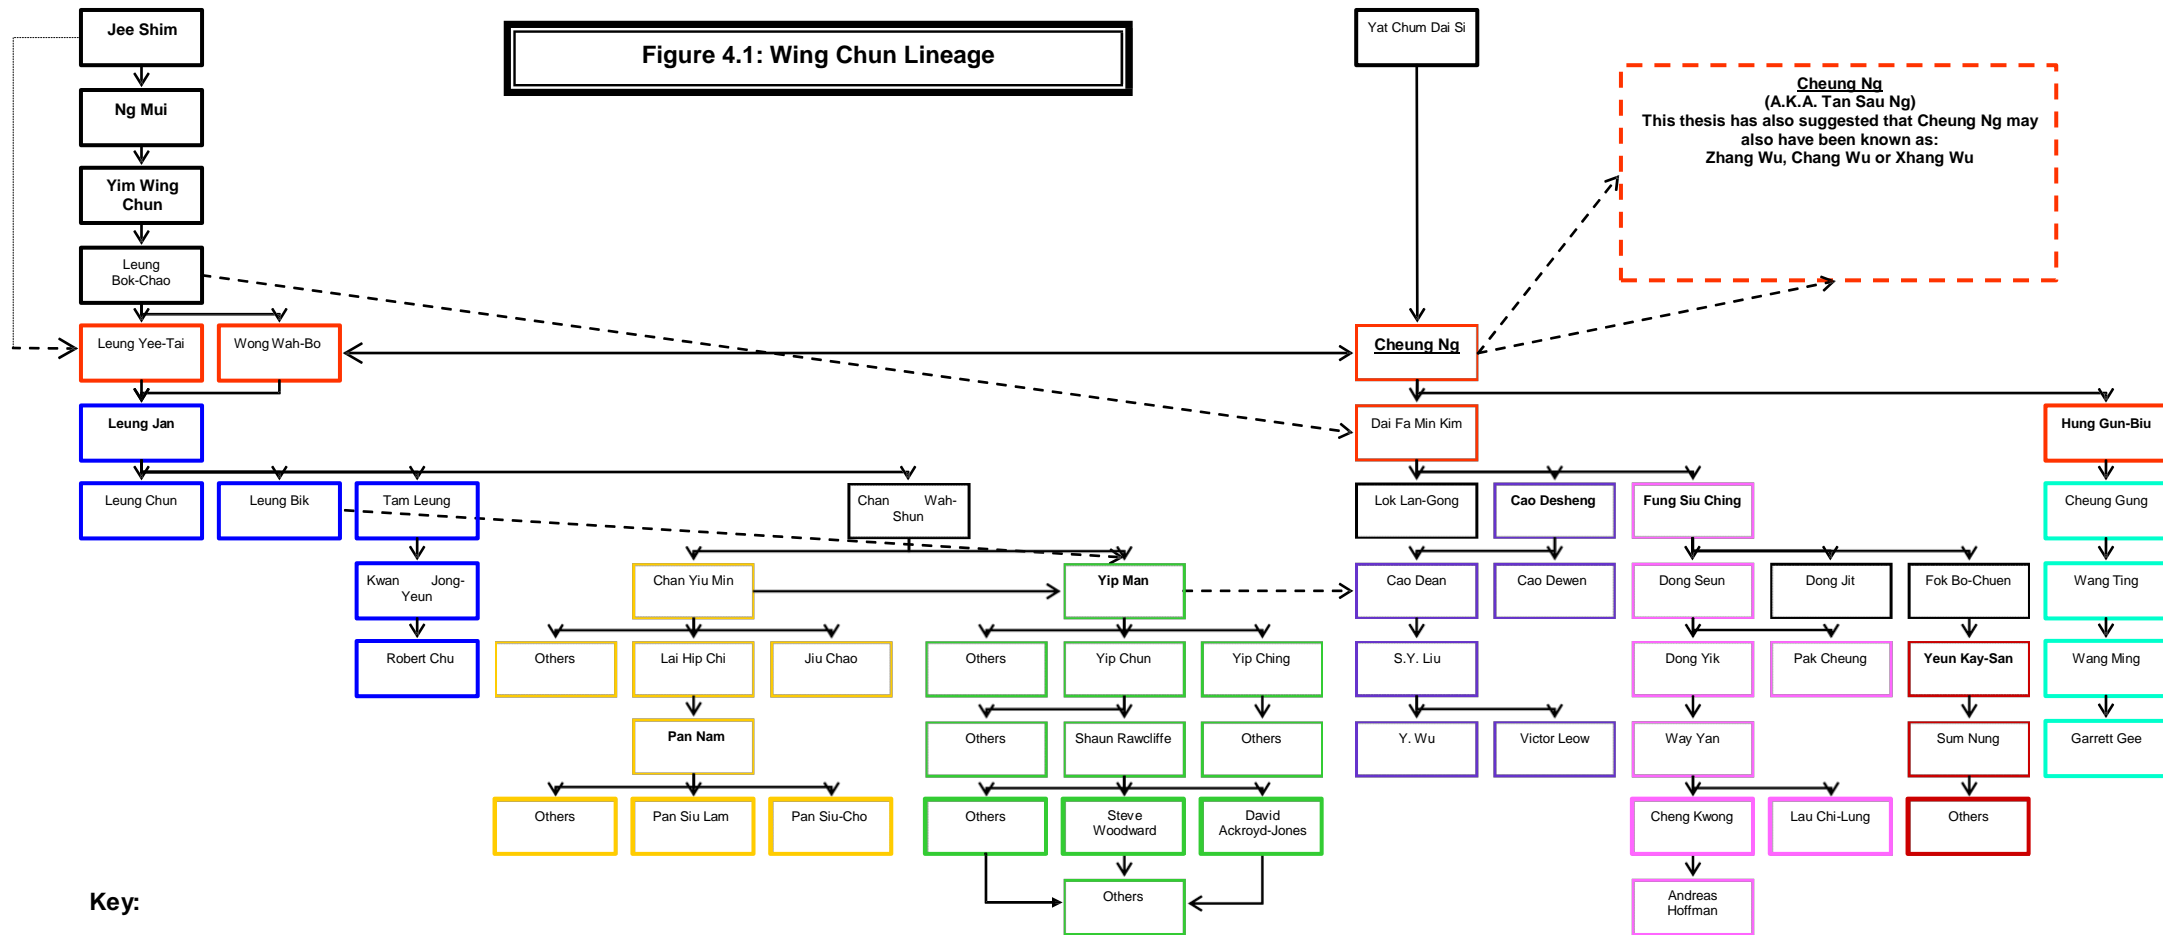 Jee Shim
Figure 4.1: Wing Chun Lineage
Yat Chum Dai Si
Cheung Ng
(A.K.A. Tan Sau Ng)
This thesis has also suggested that Cheung Ng may
also have been known as:
Zhang Wu, Chang Wu or Xhang Wu
Ng Mui
Yim Wing
Chun
Leung
Bok-Chao
Leung Yee-Tai
Wong Wah-Bo
Cheung Ng
Leung Jan
Dai Fa Min Kim
Hung Gun-Biu
Leung Chun
Leung Bik
Tam Leung
Chan Wah-
Shun
Lok Lan-Gong
Cao Desheng
Fung Siu Ching
Cheung Gung
Kwan Jong-
Yeun
Chan Yiu Min
Yip Man
Cao Dean
Cao Dewen
Dong Seun
Dong Jit
Fok Bo-Chuen
Wang Ting
Robert Chu
Others
Lai Hip Chi
Jiu Chao
Others
Yip Chun
Yip Ching
S.Y. Liu
Dong Yik
Pak Cheung
Yeun Kay-San
Wang Ming
Pan Nam
Others
Shaun Rawcliffe
Others
Y. Wu
Victor Leow
Way Yan
Sum Nung
Garrett Gee
Others
Pan Siu Lam
Pan Siu-Cho
Others
Steve
Woodward
David
Ackroyd-Jones
Cheng Kwong
Lau Chi-Lung
Others
Others
Andreas
Hoffman
Key: